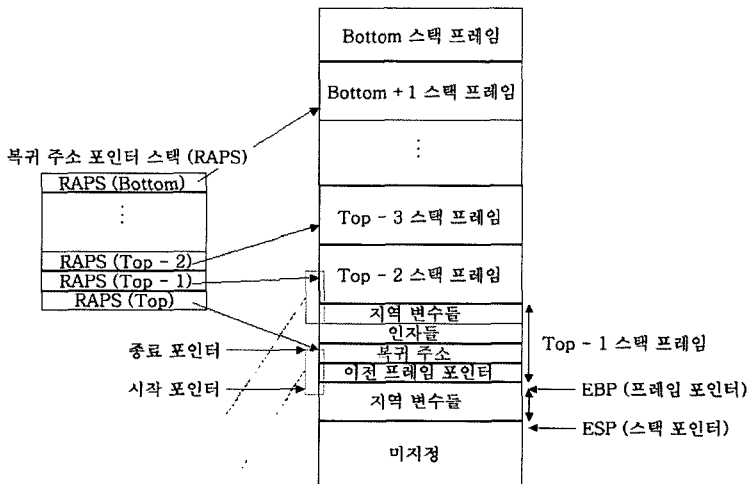 Bottom 스택 프레임
Bottom + 1 스택 프레임
⋮
복귀 주소 포인터 스택 (RAPS)
RAPS (Bottom)
⋮
RAPS (Top - 2)
RAPS (Top - 1)
RAPS (Top)
Top - 3 스택 프레임
Top - 2 스택 프레임
지역 변수들
인자들
복귀 주소
이전 프레임 포인터
지역 변수들
미지정
종료 포인터
시작 포인터
Top - 1 스택 프레임
EBP (프레임 포인터)
ESP (스택 포인터)